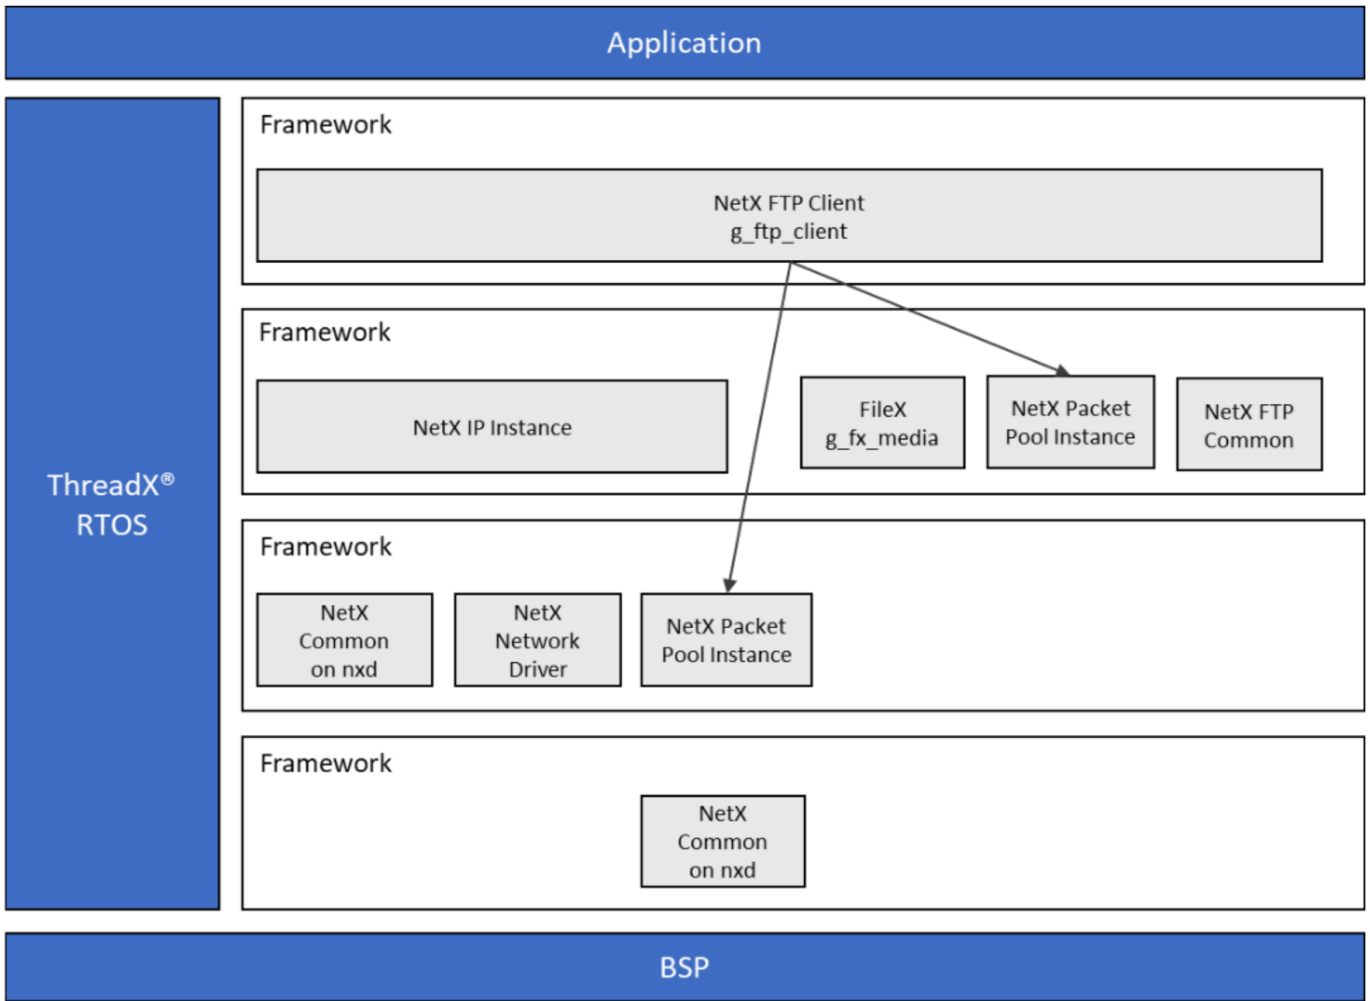 Application
ThreadX®
RTOS
Framework
NetX FTP Client
g_ftp_client
Framework
NetX IP Instance
FileX
g_fx_media
NetX Packet
Pool Instance
NetX FTP
Common
Framework
NetX
Common
on nxd
NetX
Network
Driver
NetX Packet
Pool Instance
Framework
NetX
Common
on nxd
BSP